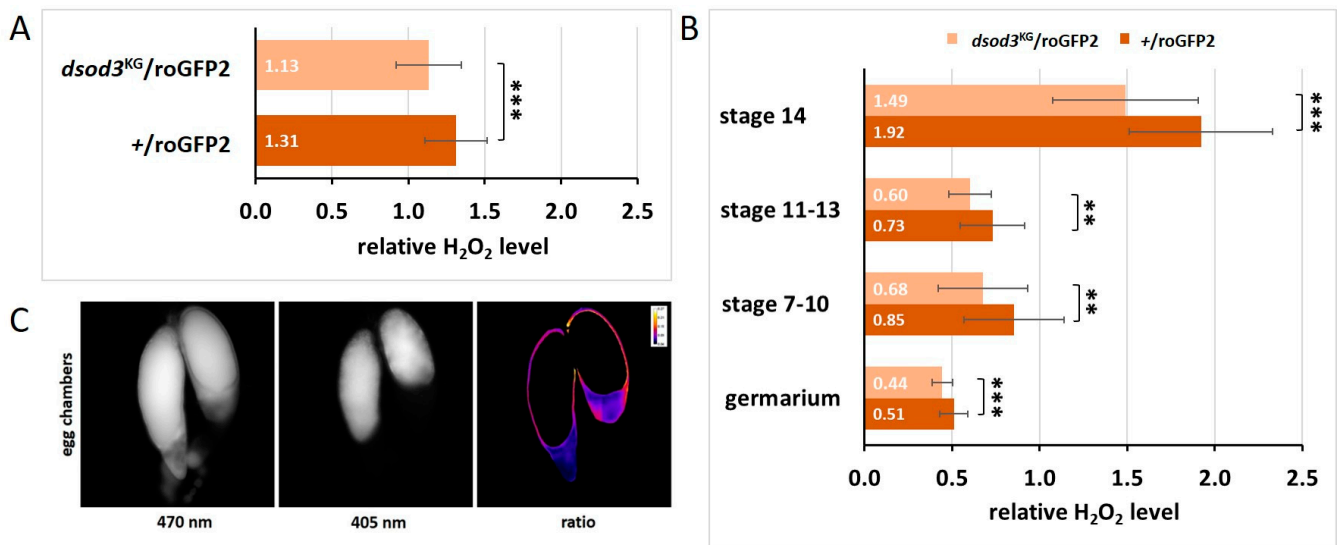 A
dsod3ᴷᴳ/roGFP2
1.13
+/roGFP2
1.31
***
0.0 0.5 1.0 1.5 2.0 2.5
relative H₂O₂ level
B
dsod3ᴷᴳ/roGFP2 +/roGFP2
stage 14
1.49
1.92
***
stage 11-13
0.60
0.73
**
stage 7-10
0.68
0.85
**
germarium
0.44
0.51
***
0.0 0.5 1.0 1.5 2.0 2.5
relative H₂O₂ level
C
egg chambers
470 nm 405 nm ratio